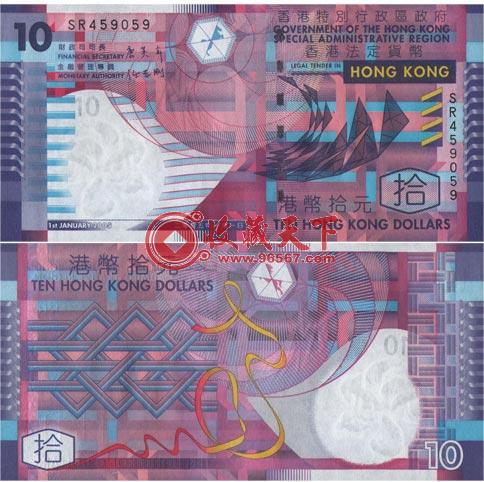 10 SR459059
財政司司長
FINANCIAL SECRETARY
金融管理專員
MONETARY AUTHORITY
香港特別行政區政府
GOVERNMENT OF THE HONG KONG
SPECIAL ADMINISTRATIVE REGION
香港法定貨幣
LEGAL TENDER IN HONG KONG
10
SR459059
拾
港幣拾元
1st JANUARY 2005
TEN HONG KONG DOLLARS
收藏天下
www.96567.com
港幣拾元
TEN HONG KONG DOLLARS
10
拾
10